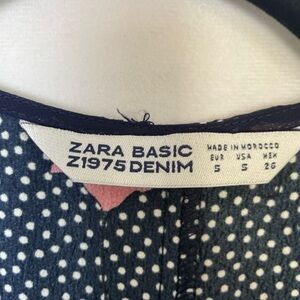 ZARA BASIC
Z1975 DENIM
MADE IN MOROCCO
EUR USA MEX
S S 26